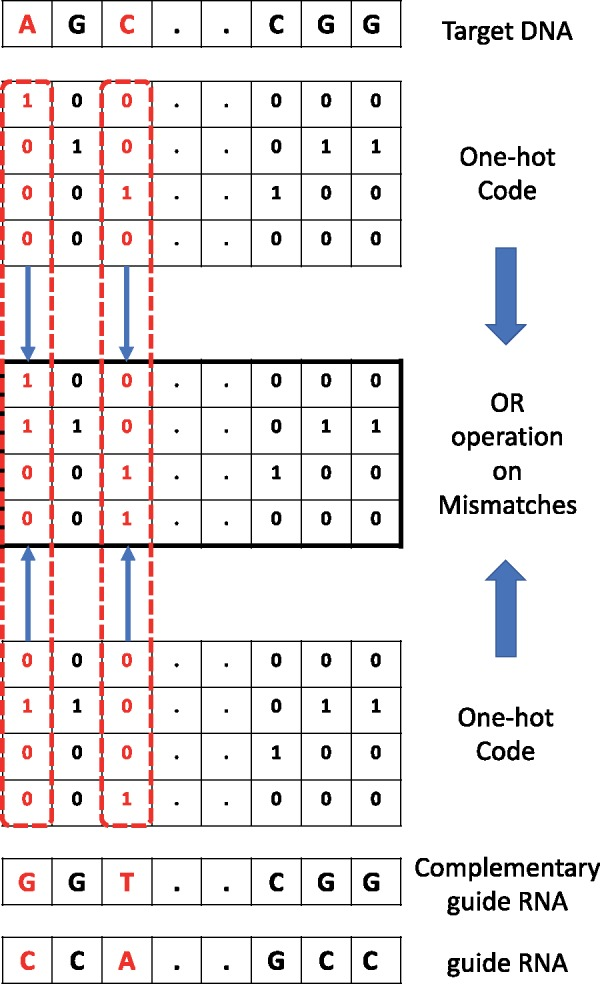 A G C . . C G G Target DNA
1 0 0 . . 0 0 0
0 1 0 . . 0 1 1
0 0 1 . . 1 0 0
0 0 0 . . 0 0 0
One-hot
Code
1 0 0 . . 0 0 0
1 1 0 . . 0 1 1
0 0 1 . . 1 0 0
0 0 1 . . 0 0 0
OR
operation
on
Mismatches
0 0 0 . . 0 0 0
1 1 0 . . 0 1 1
0 0 0 . . 1 0 0
0 0 1 . . 0 0 0
One-hot
Code
G G T . . C G G
Complementary
guide RNA
C C A . . G C C guide RNA